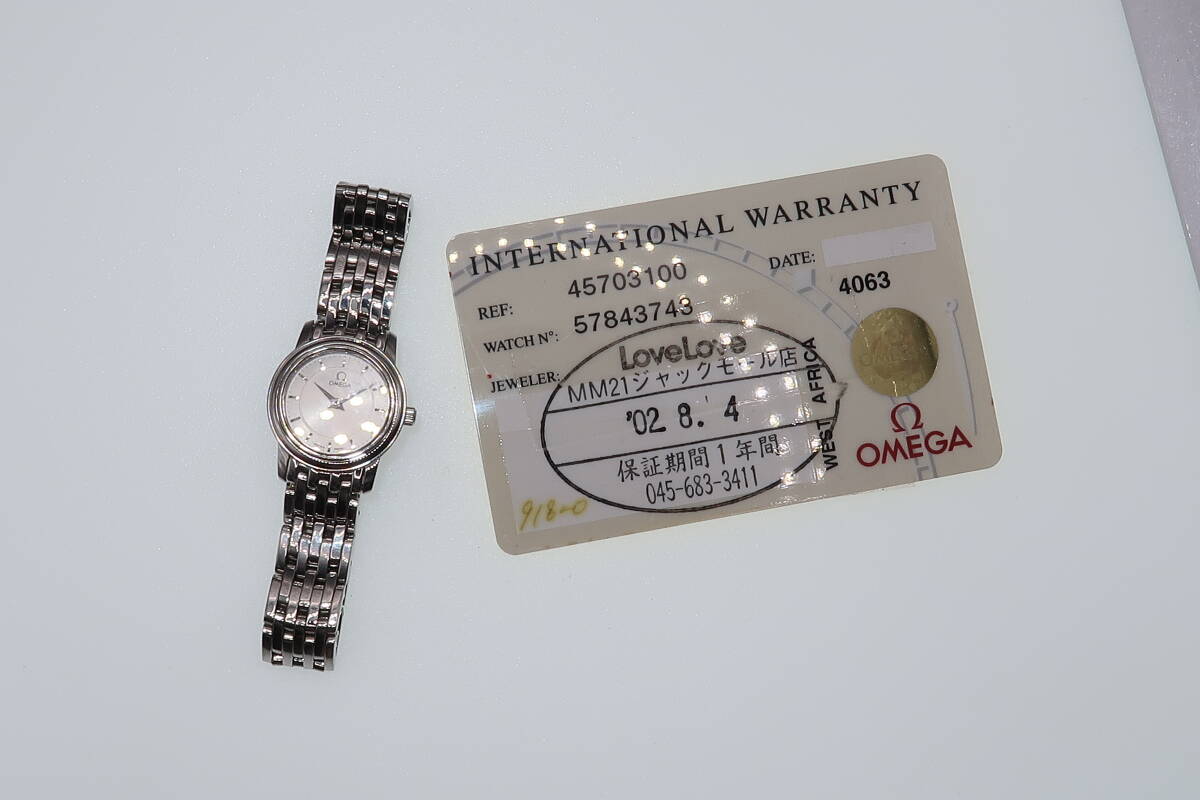 OMEGA
INTERNATIONAL WARRANTY
REF: 45703100
DATE:
4063
WATCH Nº: 57843743
JEWELER:
LoveLove
MM21ジャックモール店
'02 8. 4
保証期間1年間
045-683-3411
WEST AFRICA
Ω
OMEGA